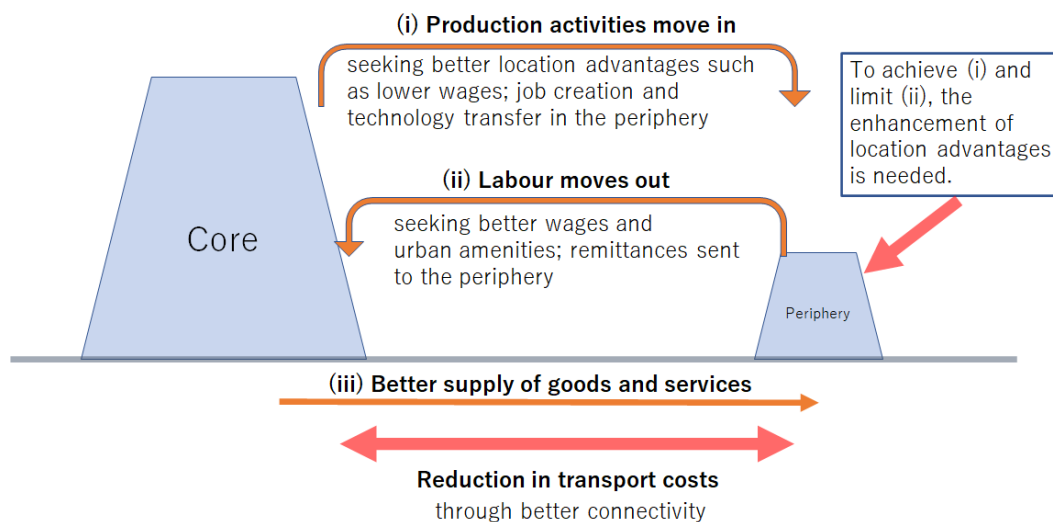 (i) Production activities move in
seeking better location advantages such
as lower wages; job creation and
technology transfer in the periphery
To achieve (i) and
limit (ii), the
enhancement of
location advantages
is needed.
(ii) Labour moves out
seeking better wages and
urban amenities; remittances sent
to the periphery
Core
Periphery
(iii) Better supply of goods and services
Reduction in transport costs
through better connectivity